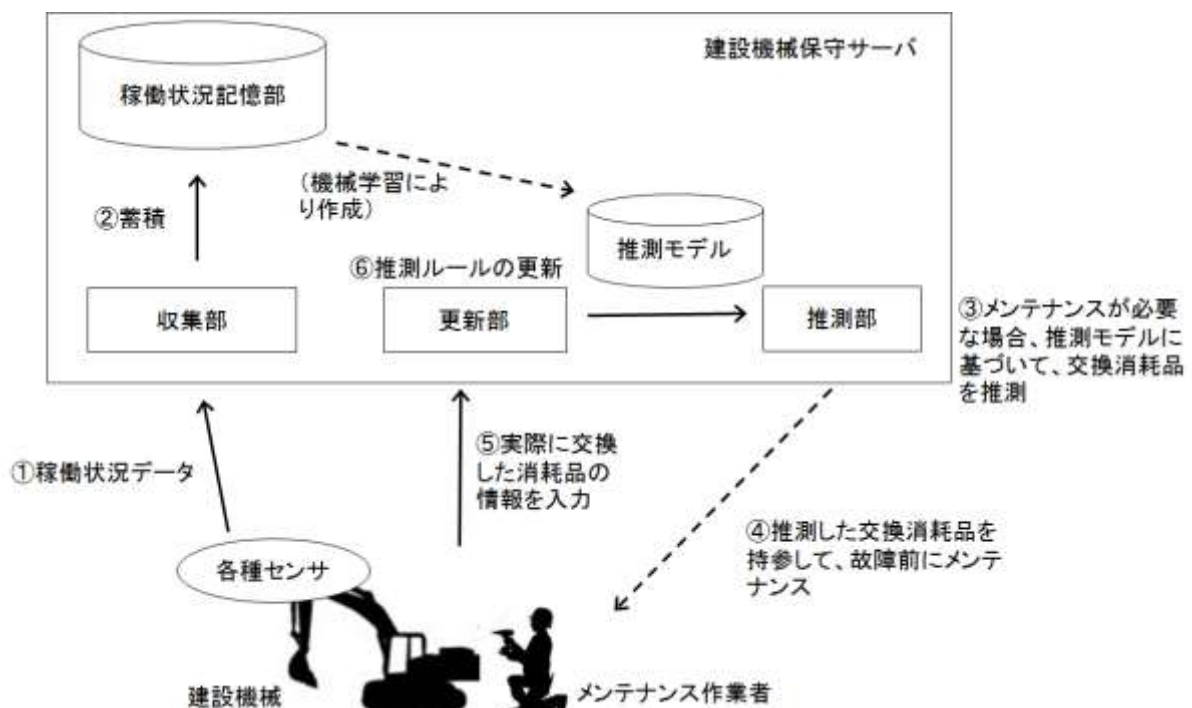 建設機械保守サーバ
稼働状況記憶部
（機械学習によ
り作成）
②蓄積
推測モデル
⑥推測ルールの更新
収集部
更新部
推測部
③メンテナンスが必要
な場合、推測モデルに
基づいて、交換消耗品
を推測
①稼働状況データ
⑤実際に交換
した消耗品の
情報を入力
④推測した交換消耗品を
持参して、故障前にメンテ
ナンス
各種センサ
建設機械
メンテナンス作業者